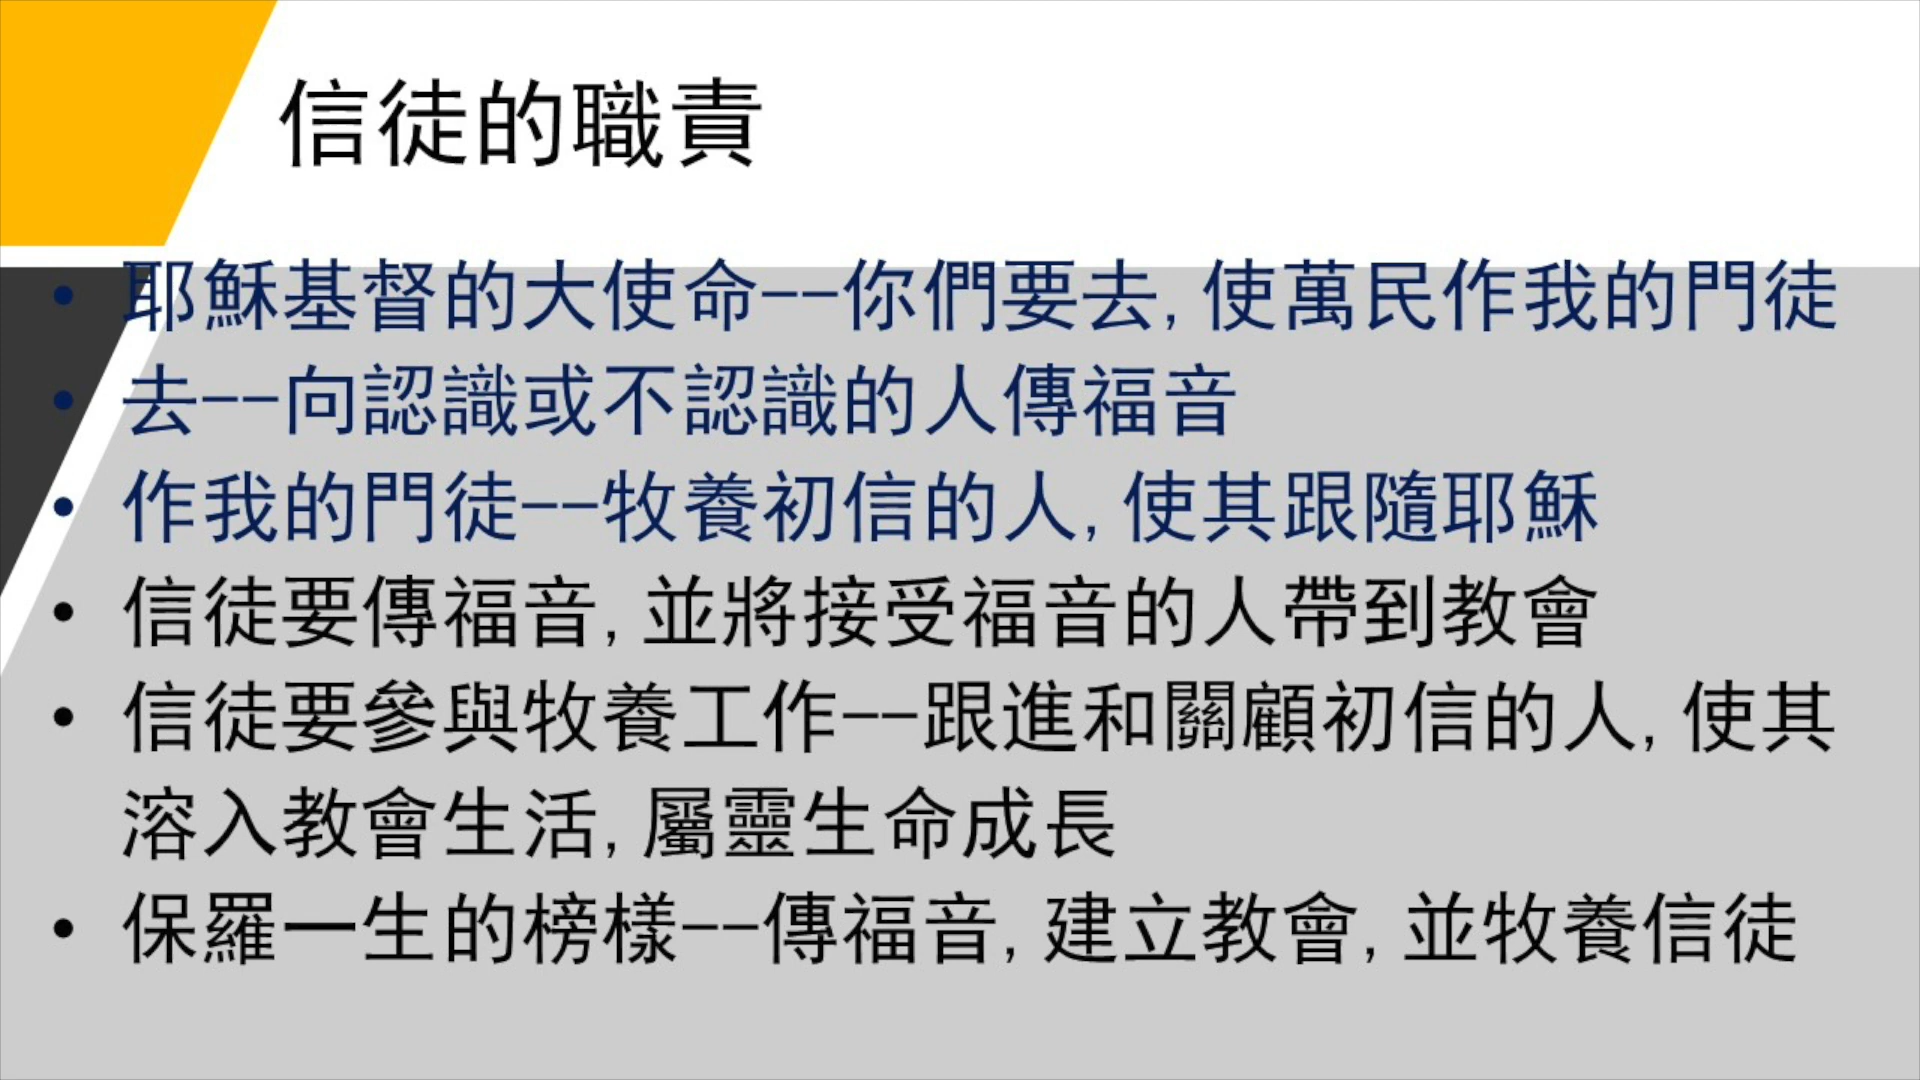 信徒的職責
• 耶穌基督的大使命--你們要去,使萬民作我的門徒
• 去--向認識或不認識的人傳福音
• 作我的門徒--牧養初信的人,使其跟隨耶穌
• 信徒要傳福音,並將接受福音的人帶到教會
• 信徒要參與牧養工作--跟進和關顧初信的人,使其
溶入教會生活,屬靈生命成長
• 保羅一生的榜樣--傳福音,建立教會,並牧養信徒